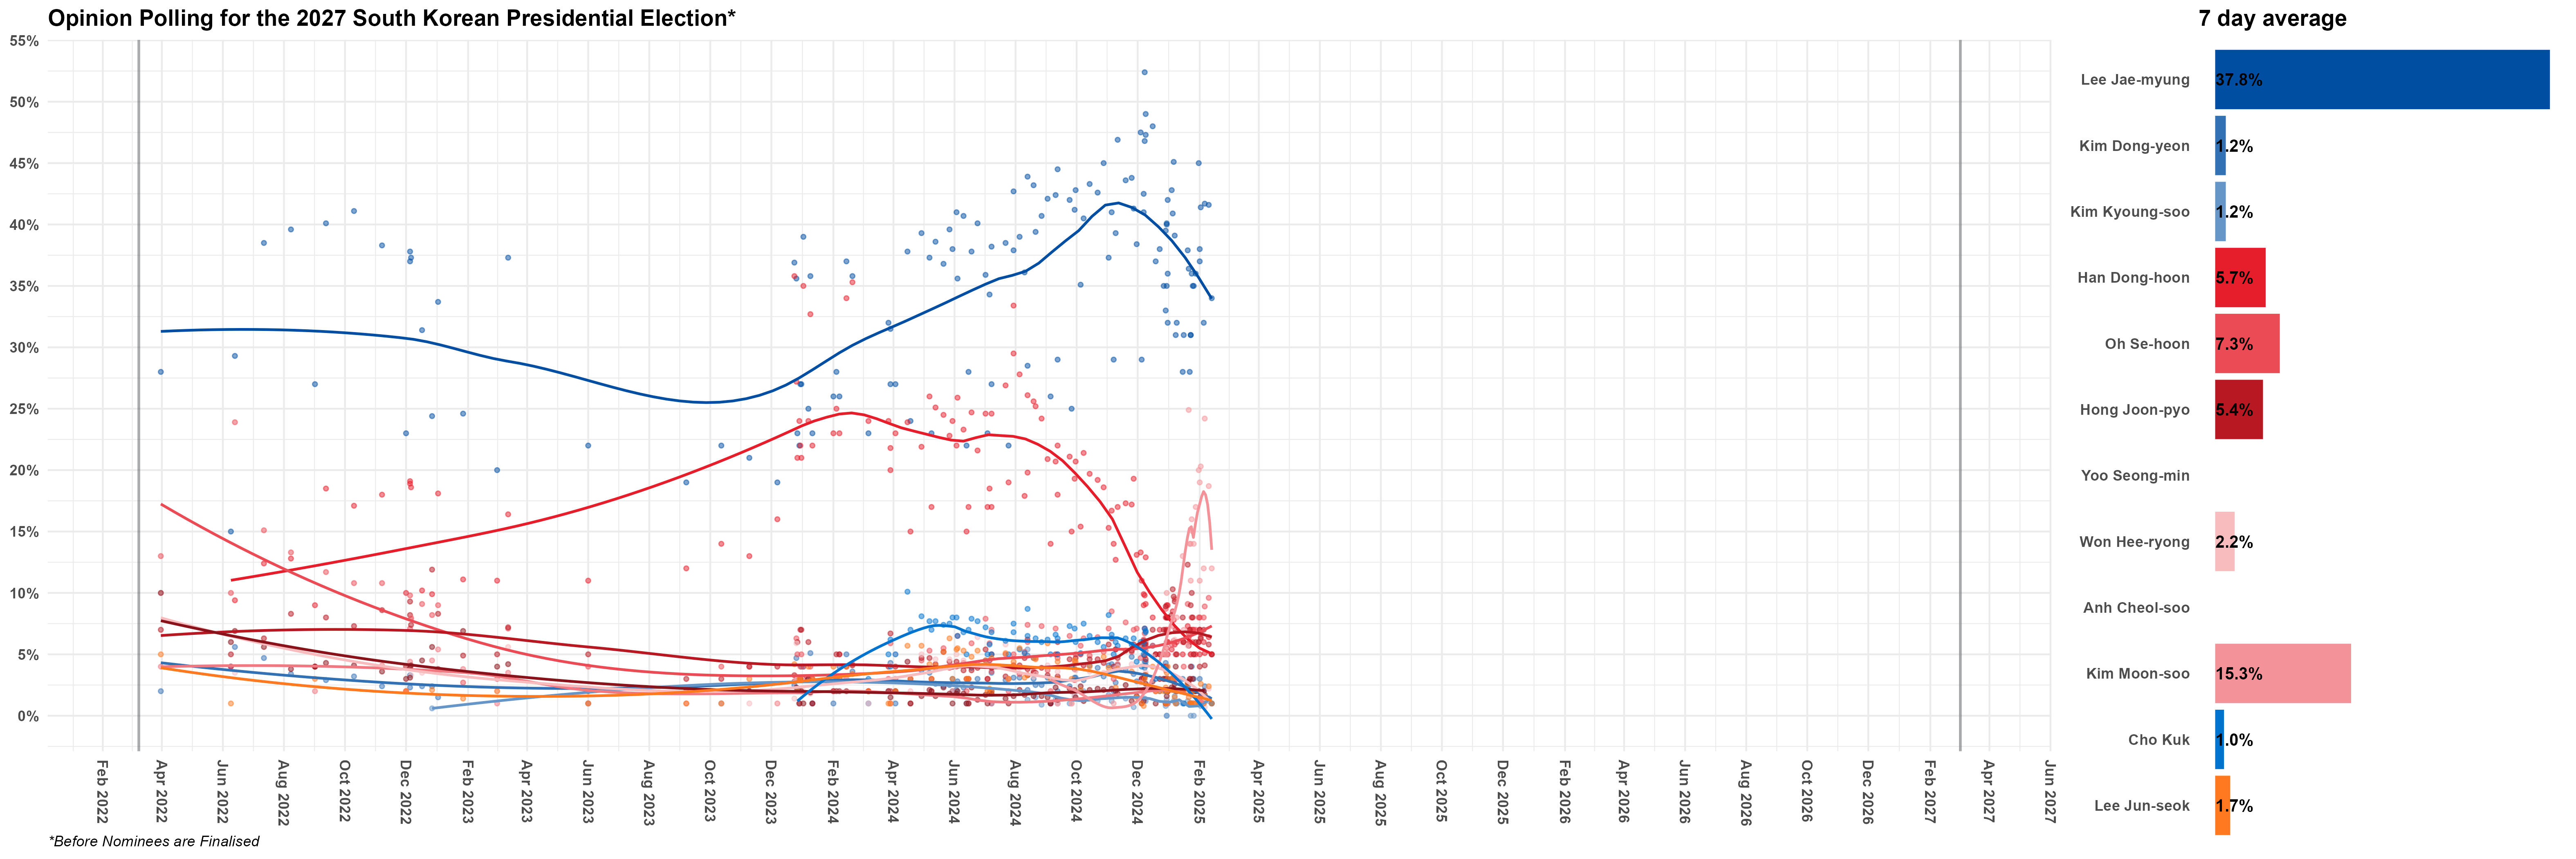 Opinion Polling for the 2027 South Korean Presidential Election*
7 day average
55%
50%
45%
40%
35%
30%
25%
20%
15%
10%
5%
0%
Feb 2022
Apr 2022
Jun 2022
Aug 2022
Oct 2022
Dec 2022
Feb 2023
Apr 2023
Jun 2023
Aug 2023
Oct 2023
Dec 2023
Feb 2024
Apr 2024
Jun 2024
Aug 2024
Oct 2024
Dec 2024
Feb 2025
Apr 2025
Jun 2025
Aug 2025
Oct 2025
Dec 2025
Feb 2026
Apr 2026
Jun 2026
Aug 2026
Oct 2026
Dec 2026
Feb 2027
Apr 2027
Jun 2027
Lee Jae-myung 37.8%
Kim Dong-yeon 1.2%
Kim Kyoung-soo 1.2%
Han Dong-hoon 5.7%
Oh Se-hoon 7.3%
Hong Joon-pyo 5.4%
Yoo Seong-min
Won Hee-ryong 2.2%
Anh Cheol-soo
Kim Moon-soo 15.3%
Cho Kuk 1.0%
Lee Jun-seok 1.7%
*Before Nominees are Finalised